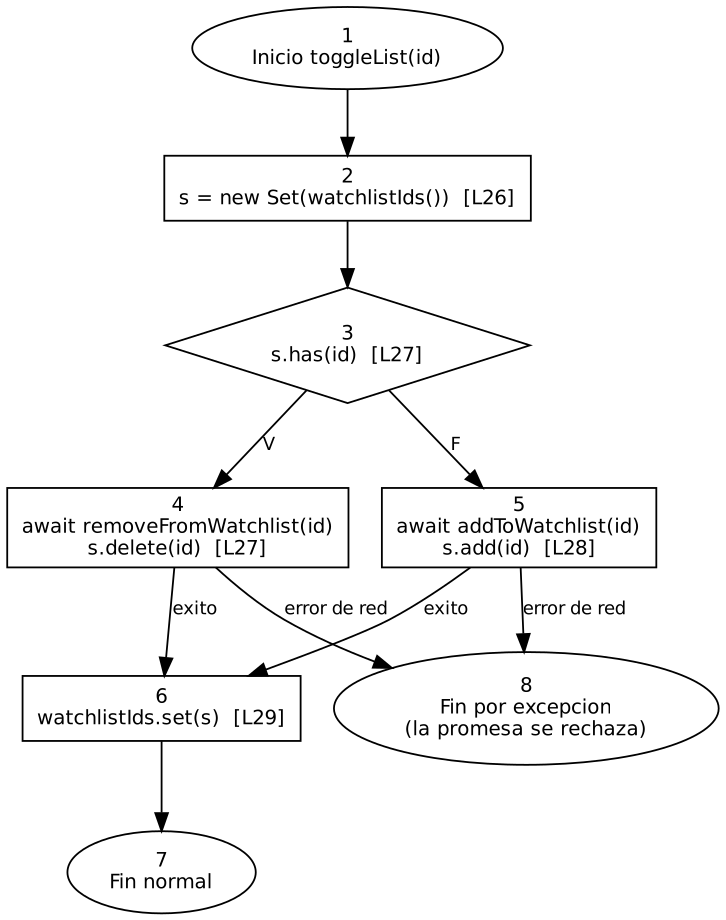 1
Inicio toggleList(id)
2
s = new Set(watchlistIds()) [L26]
3
s.has(id) [L27]
V
F
4
await removeFromWatchlist(id)
s.delete(id) [L27]
5
await addToWatchlist(id)
s.add(id) [L28]
exito
error de red
exito
error de red
6
watchlistIds.set(s) [L29]
8
Fin por excepcion
(la promesa se rechaza)
7
Fin normal